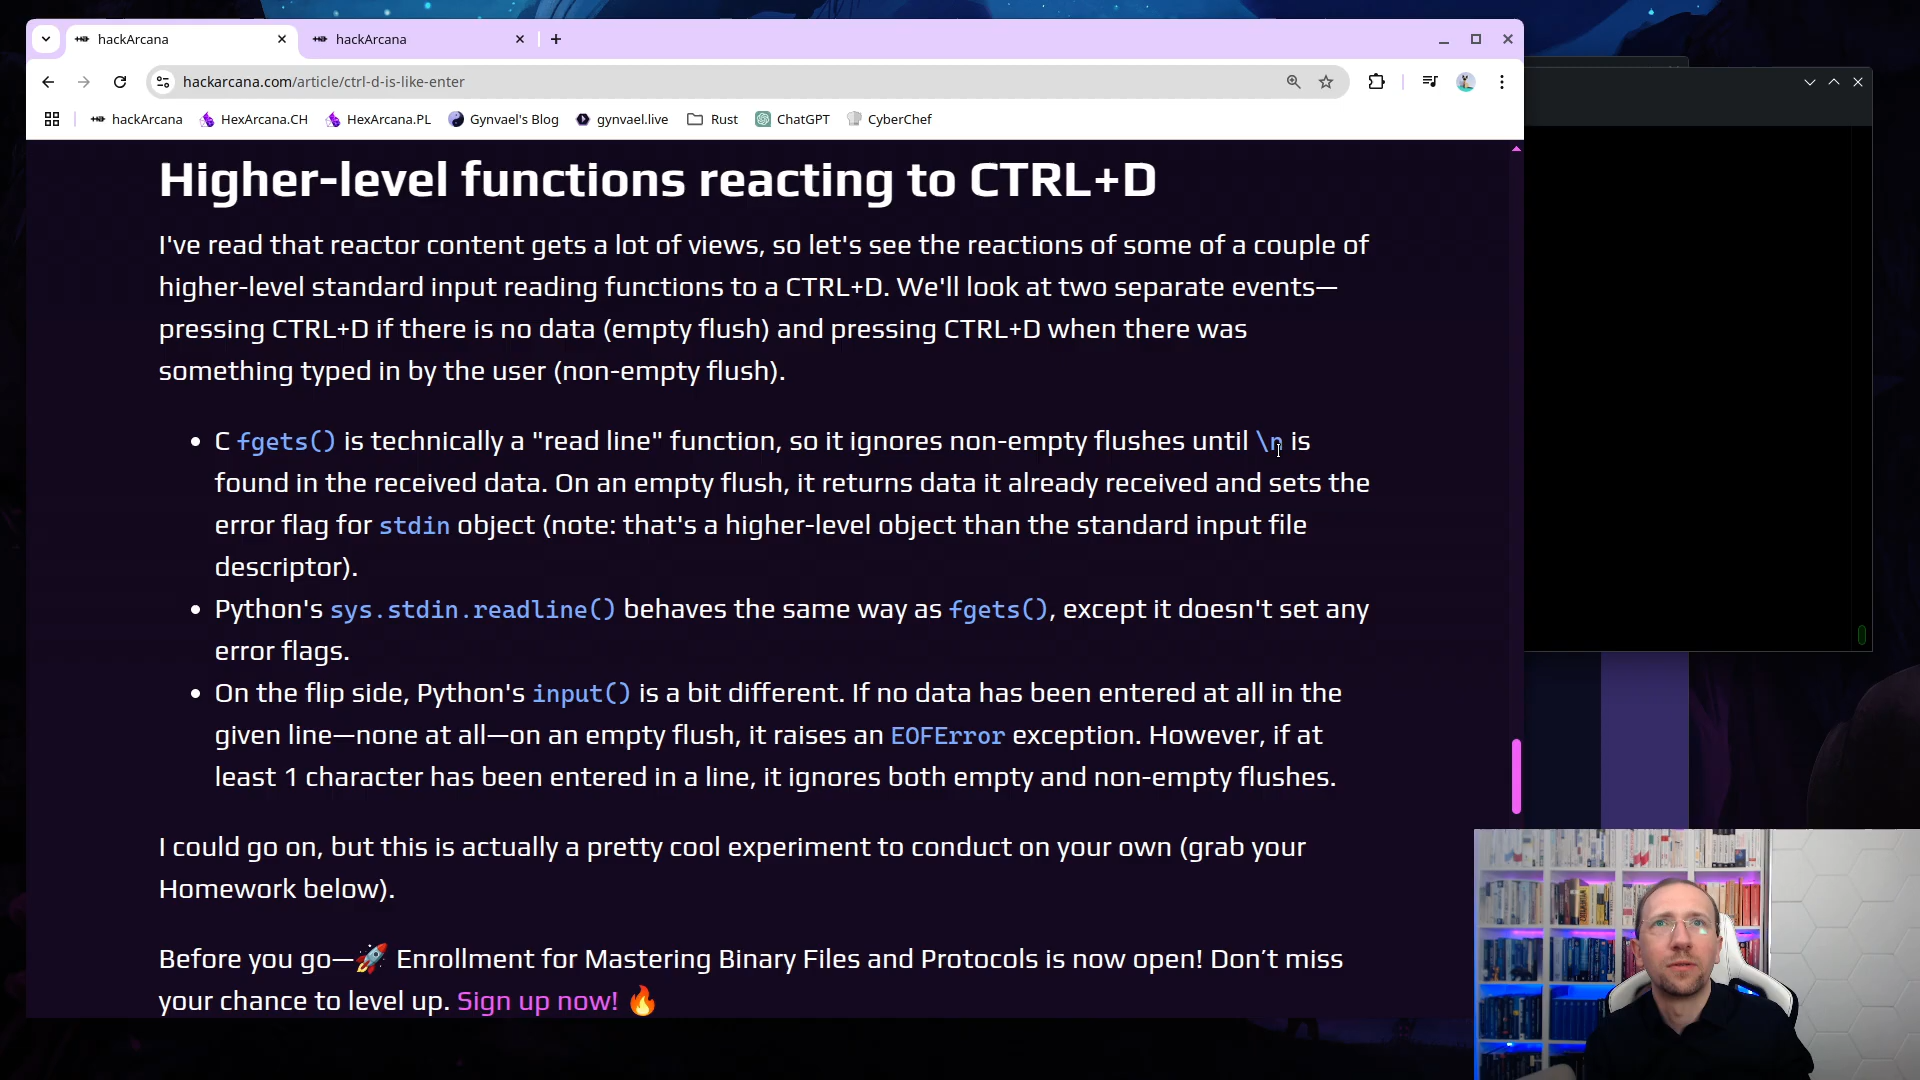 hackArcana
hackArcana
hackarcana.com/article/ctrl-d-is-like-enter
hackArcana HexArcana.CH HexArcana.PL Gynvael's Blog gynvael.live Rust ChatGPT CyberChef
Higher-level functions reacting to CTRL+D
I've read that reactor content gets a lot of views, so let's see the reactions of some of a couple of
higher-level standard input reading functions to a CTRL+D. We'll look at two separate events—
pressing CTRL+D if there is no data (empty flush) and pressing CTRL+D when there was
something typed in by the user (non-empty flush).
• C fgets() is technically a "read line" function, so it ignores non-empty flushes until \n is
found in the received data. On an empty flush, it returns data it already received and sets the
error flag for stdin object (note: that's a higher-level object than the standard input file
descriptor).
• Python's sys.stdin.readline() behaves the same way as fgets(), except it doesn't set any
error flags.
• On the flip side, Python's input() is a bit different. If no data has been entered at all in the
given line—none at all—on an empty flush, it raises an EOFError exception. However, if at
least 1 character has been entered in a line, it ignores both empty and non-empty flushes.
I could go on, but this is actually a pretty cool experiment to conduct on your own (grab your
Homework below).
Before you go—🚀 Enrollment for Mastering Binary Files and Protocols is now open! Don’t miss
your chance to level up. Sign up now! 🔥